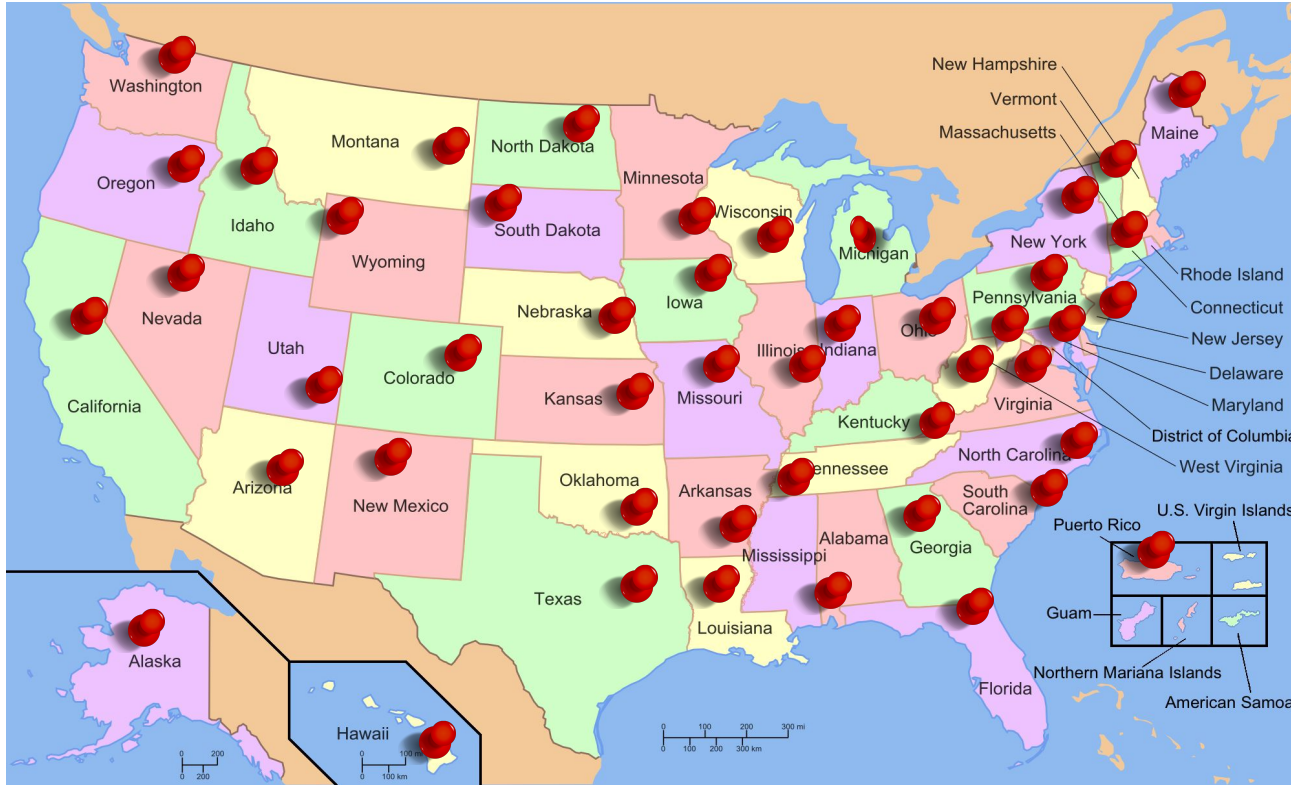 New Hampshire
Washington
Vermont
Massachusetts
Maine
Montana
North Dakota
Oregon
Minnesota
Idaho
South Dakota
Wisconsin
New York
Michigan
Wyoming
Rhode Island
Nevada
Iowa
Pennsylvania
Connecticut
Nebraska
Ohio
New Jersey
Utah
Illinois
Indiana
Colorado
Delaware
California
Kansas
Missouri
Virginia
Maryland
Kentucky
District of Columbia
North Carolina
West Virginia
Tennessee
Arizona
Oklahoma
Arkansas
South
Carolina
New Mexico
U.S. Virgin Islands
Puerto Rico
Alabama
Georgia
Mississippi
Texas
Guam
Louisiana
Alaska
Northern Mariana Islands
Florida
American Samoa
Hawaii
0 100 200 300 mi
0 100 200 300 km
0 200
0 200
0 100 mi
0 100 km